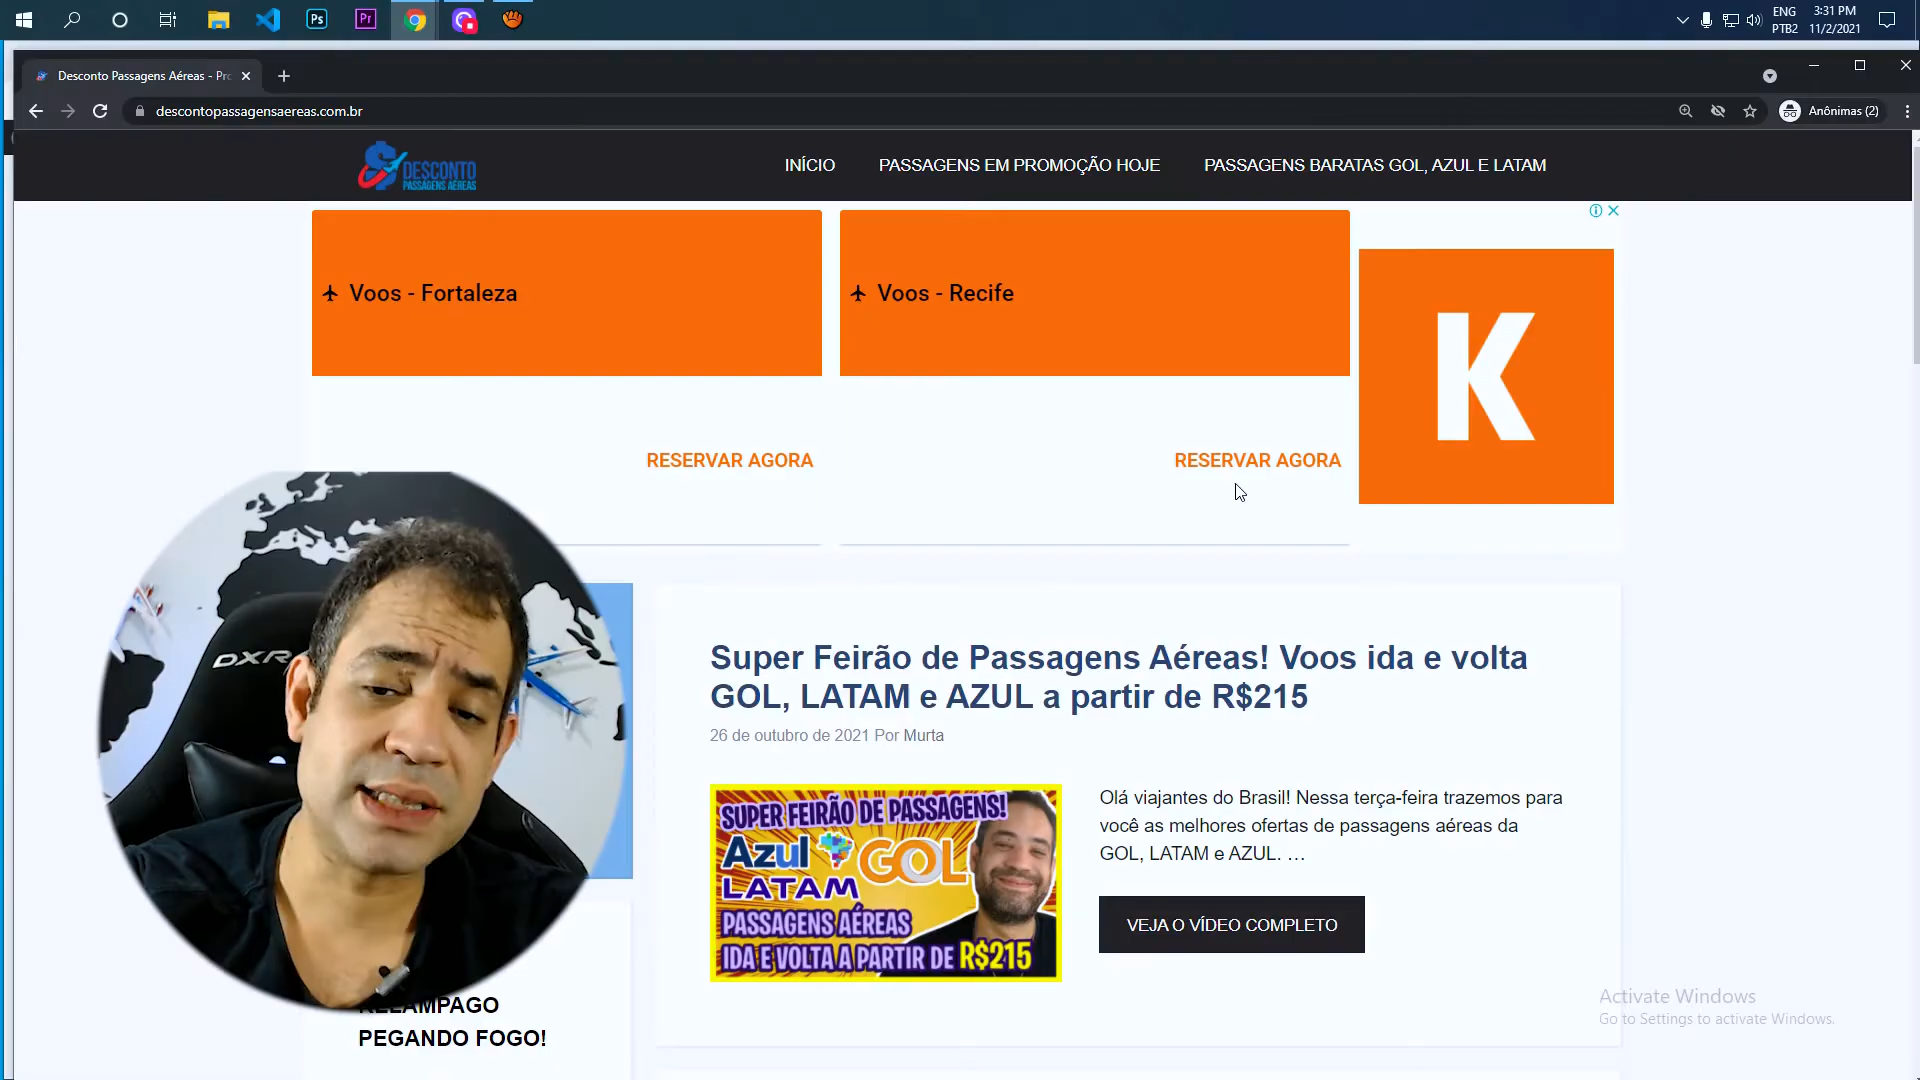 Ps
Pr
ENG
PTB2
3:31 PM
11/2/2021
Desconto Passagens Aéreas - Prc
descontopassagensaereas.com.br
Anônimas (2)
DESCONTO
PASSAGENS AÉREAS
INÍCIO
PASSAGENS EM PROMOÇÃO HOJE
PASSAGENS BARATAS GOL, AZUL E LATAM
Voos - Fortaleza
Voos - Recife
K
RESERVAR AGORA
RESERVAR AGORA
DXR
Super Feirão de Passagens Aéreas! Voos ida e volta
GOL, LATAM e AZUL a partir de R$215
26 de outubro de 2021 Por Murta
SUPER FEIRÃO DE PASSAGENS!
Azul GOL
LATAM
PASSAGENS AÉREAS
IDA E VOLTA A PARTIR DE R$215
Olá viajantes do Brasil! Nessa terça-feira trazemos para
você as melhores ofertas de passagens aéreas da
GOL, LATAM e AZUL. …
VEJA O VÍDEO COMPLETO
RELAMPAGO
PEGANDO FOGO!
Activate Windows
Go to Settings to activate Windows.